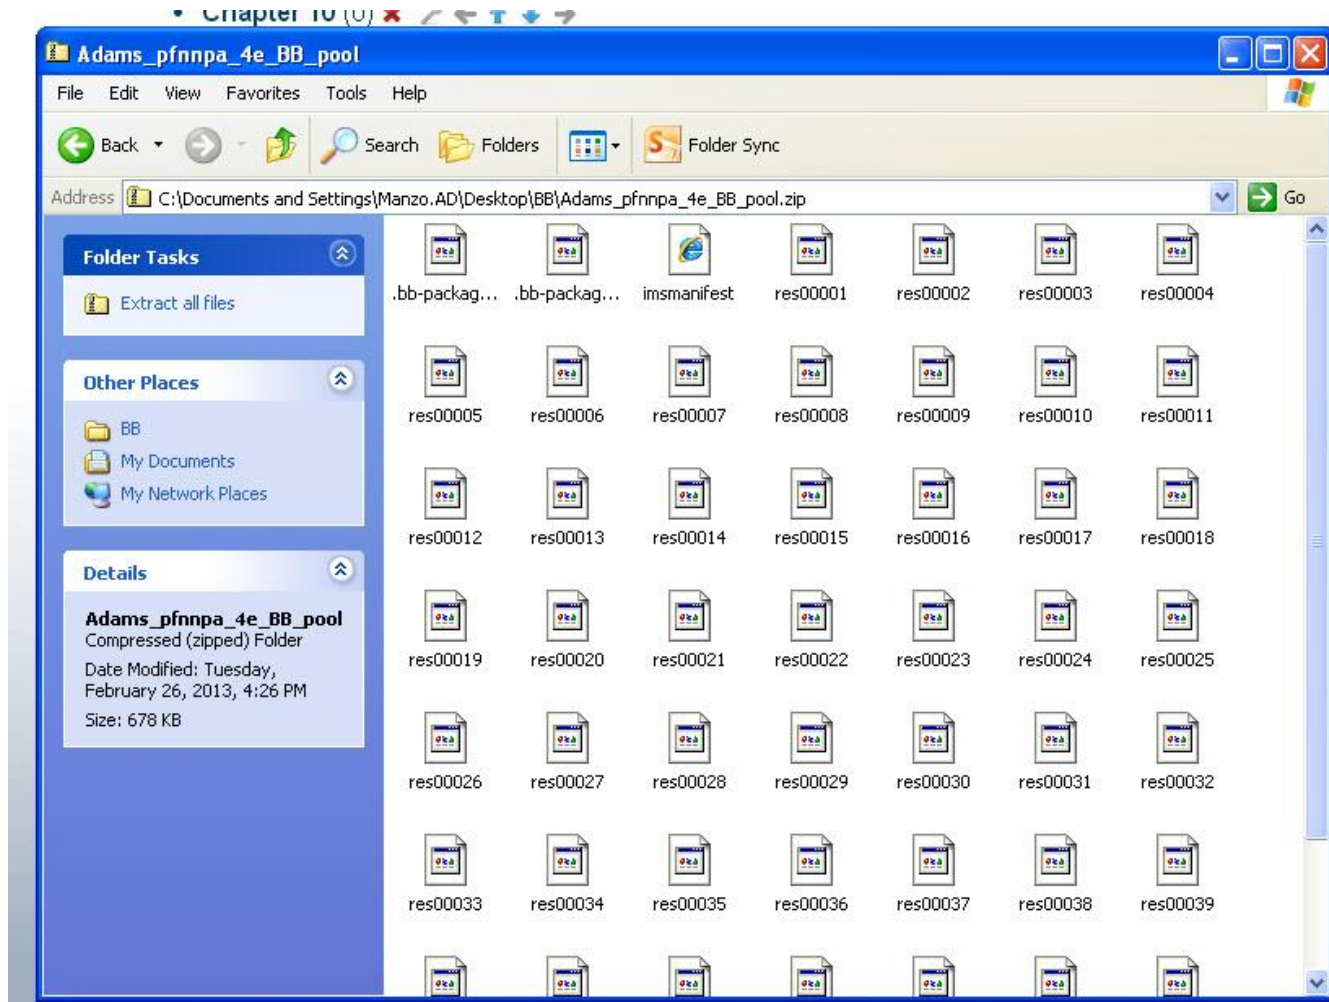 Chapter 10 (0)
Adams_pfnnpa_4e_BB_pool
File Edit View Favorites Tools Help
Back Search Folders Folder Sync
Address C:\Documents and Settings\Manzo.AD\Desktop\BB\Adams_pfnnpa_4e_BB_pool.zip Go
Folder Tasks
Extract all files
Other Places
BB
My Documents
My Network Places
Details
Adams_pfnnpa_4e_BB_pool
Compressed (zipped) Folder
Date Modified: Tuesday,
February 26, 2013, 4:26 PM
Size: 678 KB
.bb-packag... .bb-packag... imsmanifest res00001 res00002 res00003 res00004
res00005 res00006 res00007 res00008 res00009 res00010 res00011
res00012 res00013 res00014 res00015 res00016 res00017 res00018
res00019 res00020 res00021 res00022 res00023 res00024 res00025
res00026 res00027 res00028 res00029 res00030 res00031 res00032
res00033 res00034 res00035 res00036 res00037 res00038 res00039